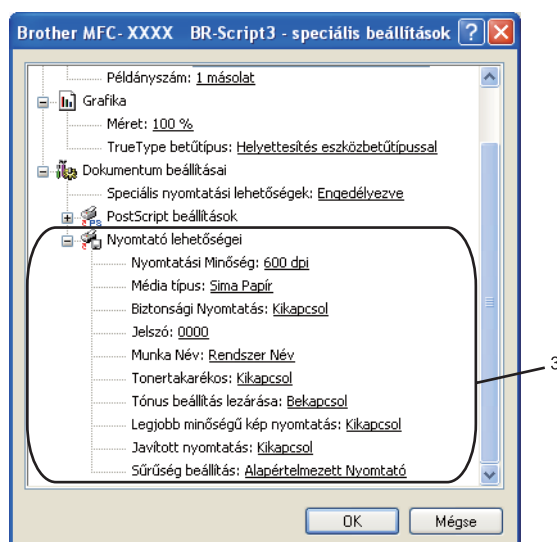 Brother MFC- XXXX BR-Script3 - speciális beállítások
Példányszám: 1 másolat
Grafika
Méret: 100 %
TrueType betűtípus: Helyettesítés eszközbetűtípussal
Dokumentum beállításai
Speciális nyomtatási lehetőségek: Engedélyezve
PostScript beállítások
Nyomtató lehetőségei
Nyomtatási Minőség: 600 dpi
Média típus: Sima Papír
Biztonsági Nyomtatás: Kikapcsol
Jelszó: 0000
Munka Név: Rendszer Név
Tonertakarékos: Kikapcsol
Tónus beállítás lezárása: Bekapcsol
Legjobb minőségű kép nyomtatás: Kikapcsol
Javított nyomtatás: Kikapcsol
Sűrűség beállítás: Alapértelmezett Nyomtató
3
OK Mégse